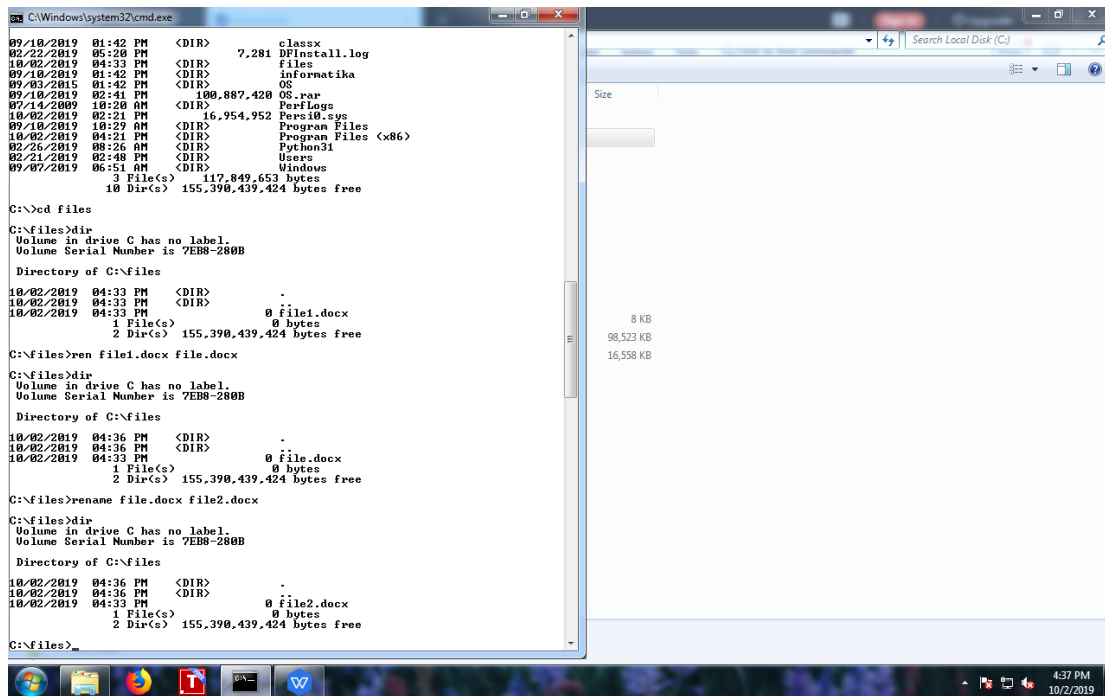 C:\Windows\system32\cmd.exe
09/10/2019 01:42 PM <DIR> classx
02/22/2019 05:20 PM 7,281 DPInstall.log
10/02/2019 04:33 PM <DIR> files
09/10/2019 01:42 PM <DIR> informatika
09/03/2015 01:42 PM <DIR> OS
09/10/2019 02:41 PM 100,887,420 OS.rar
07/14/2009 10:20 AM <DIR> PerfLogs
10/02/2019 02:21 PM 16,954,952 Persi0.sys
09/10/2019 10:29 AM <DIR> Program Files
10/02/2019 04:21 PM <DIR> Program Files (x86)
02/26/2019 08:26 AM <DIR> Python31
02/21/2019 02:48 PM <DIR> Users
09/07/2019 06:51 AM <DIR> Windows
3 File(s) 117,849,653 bytes
10 Dir(s) 155,390,439,424 bytes free
C:\>cd files
C:\files>dir
Volume in drive C has no label.
Volume Serial Number is 7EB8-280B
Directory of C:\files
10/02/2019 04:33 PM <DIR> .
10/02/2019 04:33 PM <DIR> ..
10/02/2019 04:33 PM 0 file1.docx
1 File(s) 0 bytes
2 Dir(s) 155,390,439,424 bytes free
C:\files>ren file1.docx file.docx
C:\files>dir
Volume in drive C has no label.
Volume Serial Number is 7EB8-280B
Directory of C:\files
10/02/2019 04:36 PM <DIR> .
10/02/2019 04:36 PM <DIR> ..
10/02/2019 04:33 PM 0 file.docx
1 File(s) 0 bytes
2 Dir(s) 155,390,439,424 bytes free
C:\files>rename file.docx file2.docx
C:\files>dir
Volume in drive C has no label.
Volume Serial Number is 7EB8-280B
Directory of C:\files
10/02/2019 04:36 PM <DIR> .
10/02/2019 04:36 PM <DIR> ..
10/02/2019 04:33 PM 0 file2.docx
1 File(s) 0 bytes
2 Dir(s) 155,390,439,424 bytes free
C:\files>_
Search Local Disk (C:)
Size
8 KB
98,523 KB
16,558 KB
4:37 PM
10/2/2019